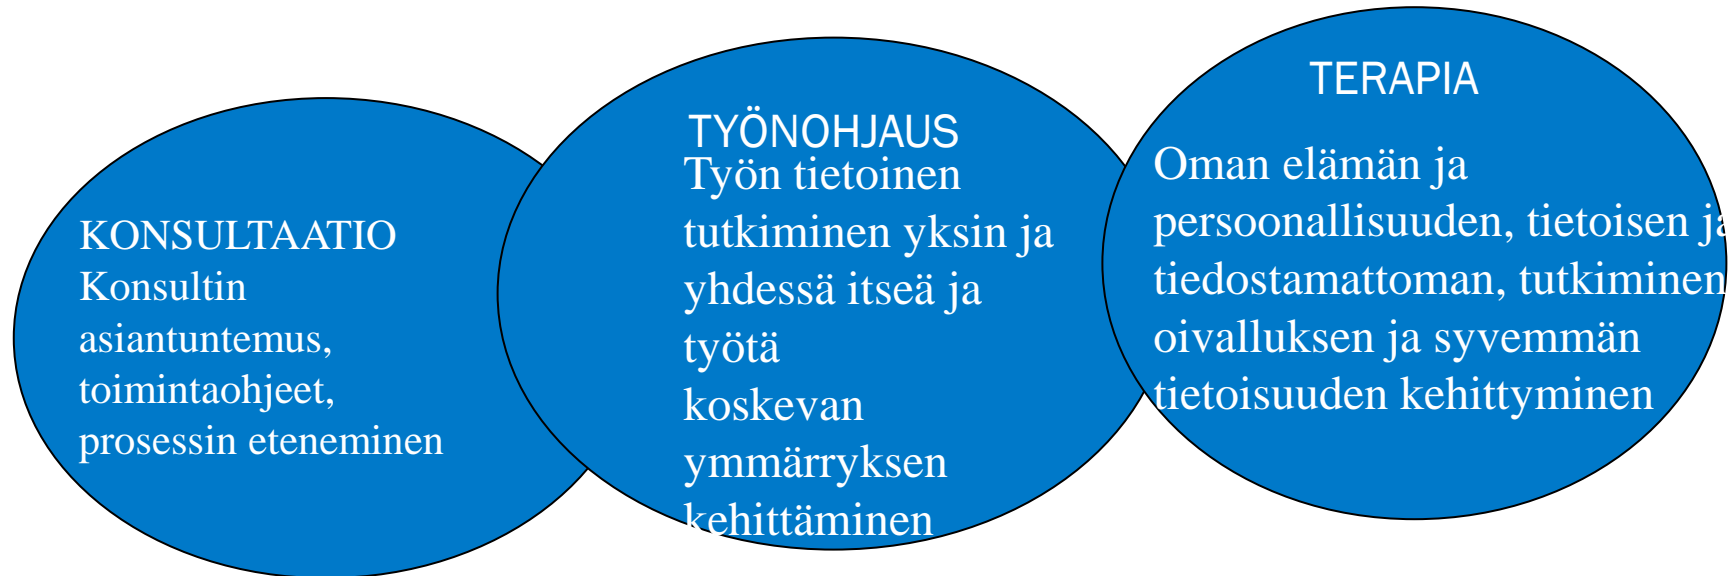 KONSULTAATIO
Konsultin
asiantuntemus,
toimintaohjeet,
prosessin eteneminen
TYÖNOHJAUS
Työn tietoinen
tutkiminen yksin ja
yhdessä itseä ja
työtä
koskevan
ymmärryksen
kehittäminen
TERAPIA
Oman elämän ja
persoonallisuuden, tietoisen ja
tiedostamattoman, tutkiminen
oivalluksen ja syvemmän
tietoisuuden kehittyminen